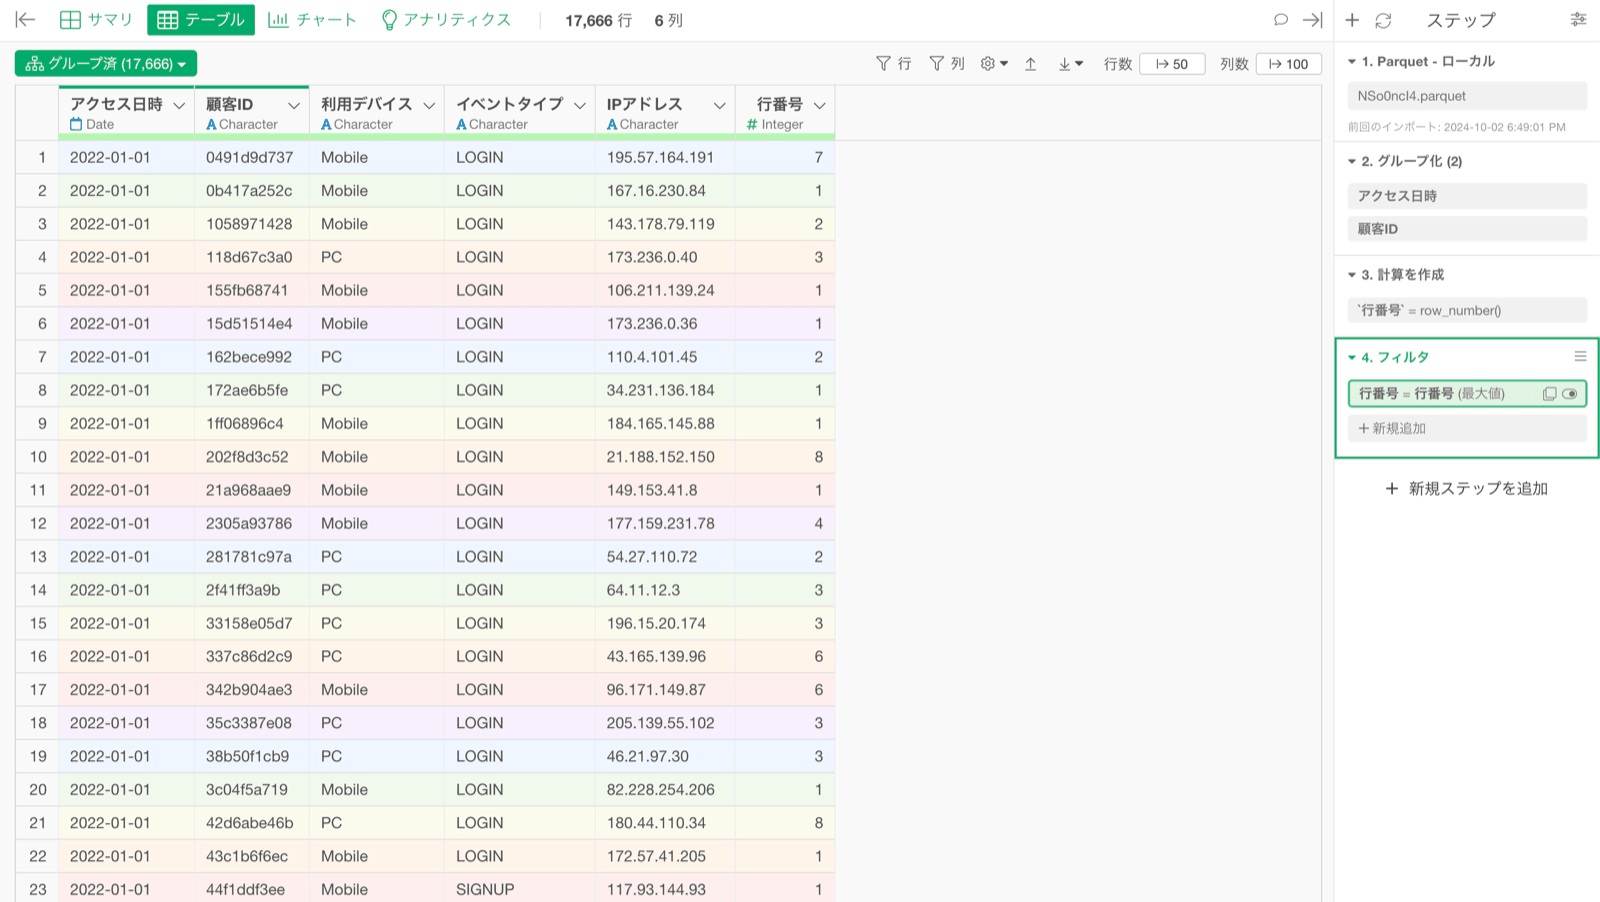 サマリ テーブル チャート アナリティクス 17,666 行 6 列 ステップ
グループ済 (17,666) 行 列 行数 50 列数 100
アクセス日時 顧客ID 利用デバイス イベントタイプ IPアドレス 行番号
Date Character Character Character Character Integer
1 2022-01-01 0491d9d737 Mobile LOGIN 195.57.164.191 7
2 2022-01-01 0b417a252c Mobile LOGIN 167.16.230.84 1
3 2022-01-01 1058971428 Mobile LOGIN 143.178.79.119 2
4 2022-01-01 118d67c3a0 PC LOGIN 173.236.0.40 3
5 2022-01-01 155fb68741 Mobile LOGIN 106.211.139.24 1
6 2022-01-01 15d51514e4 Mobile LOGIN 173.236.0.36 1
7 2022-01-01 162bece992 PC LOGIN 110.4.101.45 2
8 2022-01-01 172ae6b5fe PC LOGIN 34.231.136.184 1
9 2022-01-01 1ff06896c4 Mobile LOGIN 184.165.145.88 1
10 2022-01-01 202f8d3c52 Mobile LOGIN 21.188.152.150 8
11 2022-01-01 21a968aae9 Mobile LOGIN 149.153.41.8 1
12 2022-01-01 2305a93786 Mobile LOGIN 177.159.231.78 4
13 2022-01-01 281781c97a PC LOGIN 54.27.110.72 2
14 2022-01-01 2f41ff3a9b PC LOGIN 64.11.12.3 3
15 2022-01-01 33158e05d7 PC LOGIN 196.15.20.174 3
16 2022-01-01 337c86d2c9 PC LOGIN 43.165.139.96 6
17 2022-01-01 342b904ae3 Mobile LOGIN 96.171.149.87 6
18 2022-01-01 35c3387e08 PC LOGIN 205.139.55.102 3
19 2022-01-01 38b50f1cb9 PC LOGIN 46.21.97.30 3
20 2022-01-01 3c04f5a719 Mobile LOGIN 82.228.254.206 1
21 2022-01-01 42d6abe46b PC LOGIN 180.44.110.34 8
22 2022-01-01 43c1b6f6ec Mobile LOGIN 172.57.41.205 1
23 2022-01-01 44f1ddf3ee Mobile SIGNUP 117.93.144.93 1
1. Parquet - ローカル
NSo0ncI4.parquet
前回のインポート: 2024-10-02 6:49:01 PM
2. グループ化 (2)
アクセス日時
顧客ID
3. 計算を作成
`行番号` = row_number()
4. フィルタ
行番号 = 行番号 (最大値)
+ 新規追加
+ 新規ステップを追加